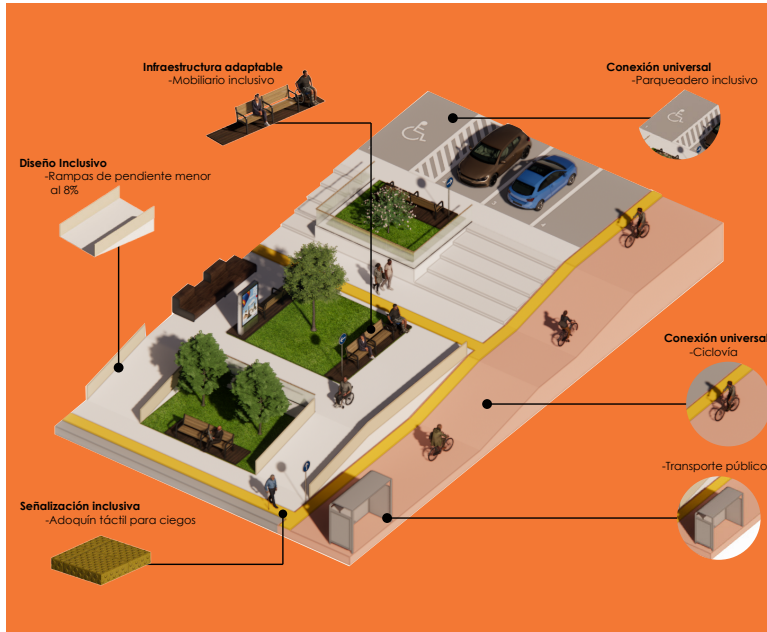 Infraestructura adaptable
-Mobiliario inclusivo
Conexión universal
-Parqueadero inclusivo
Diseño Inclusivo
-Rampas de pendiente menor
al 8%
Conexión universal
-Ciclovía
-Transporte público
Señalización inclusiva
-Adoquín táctil para ciegos